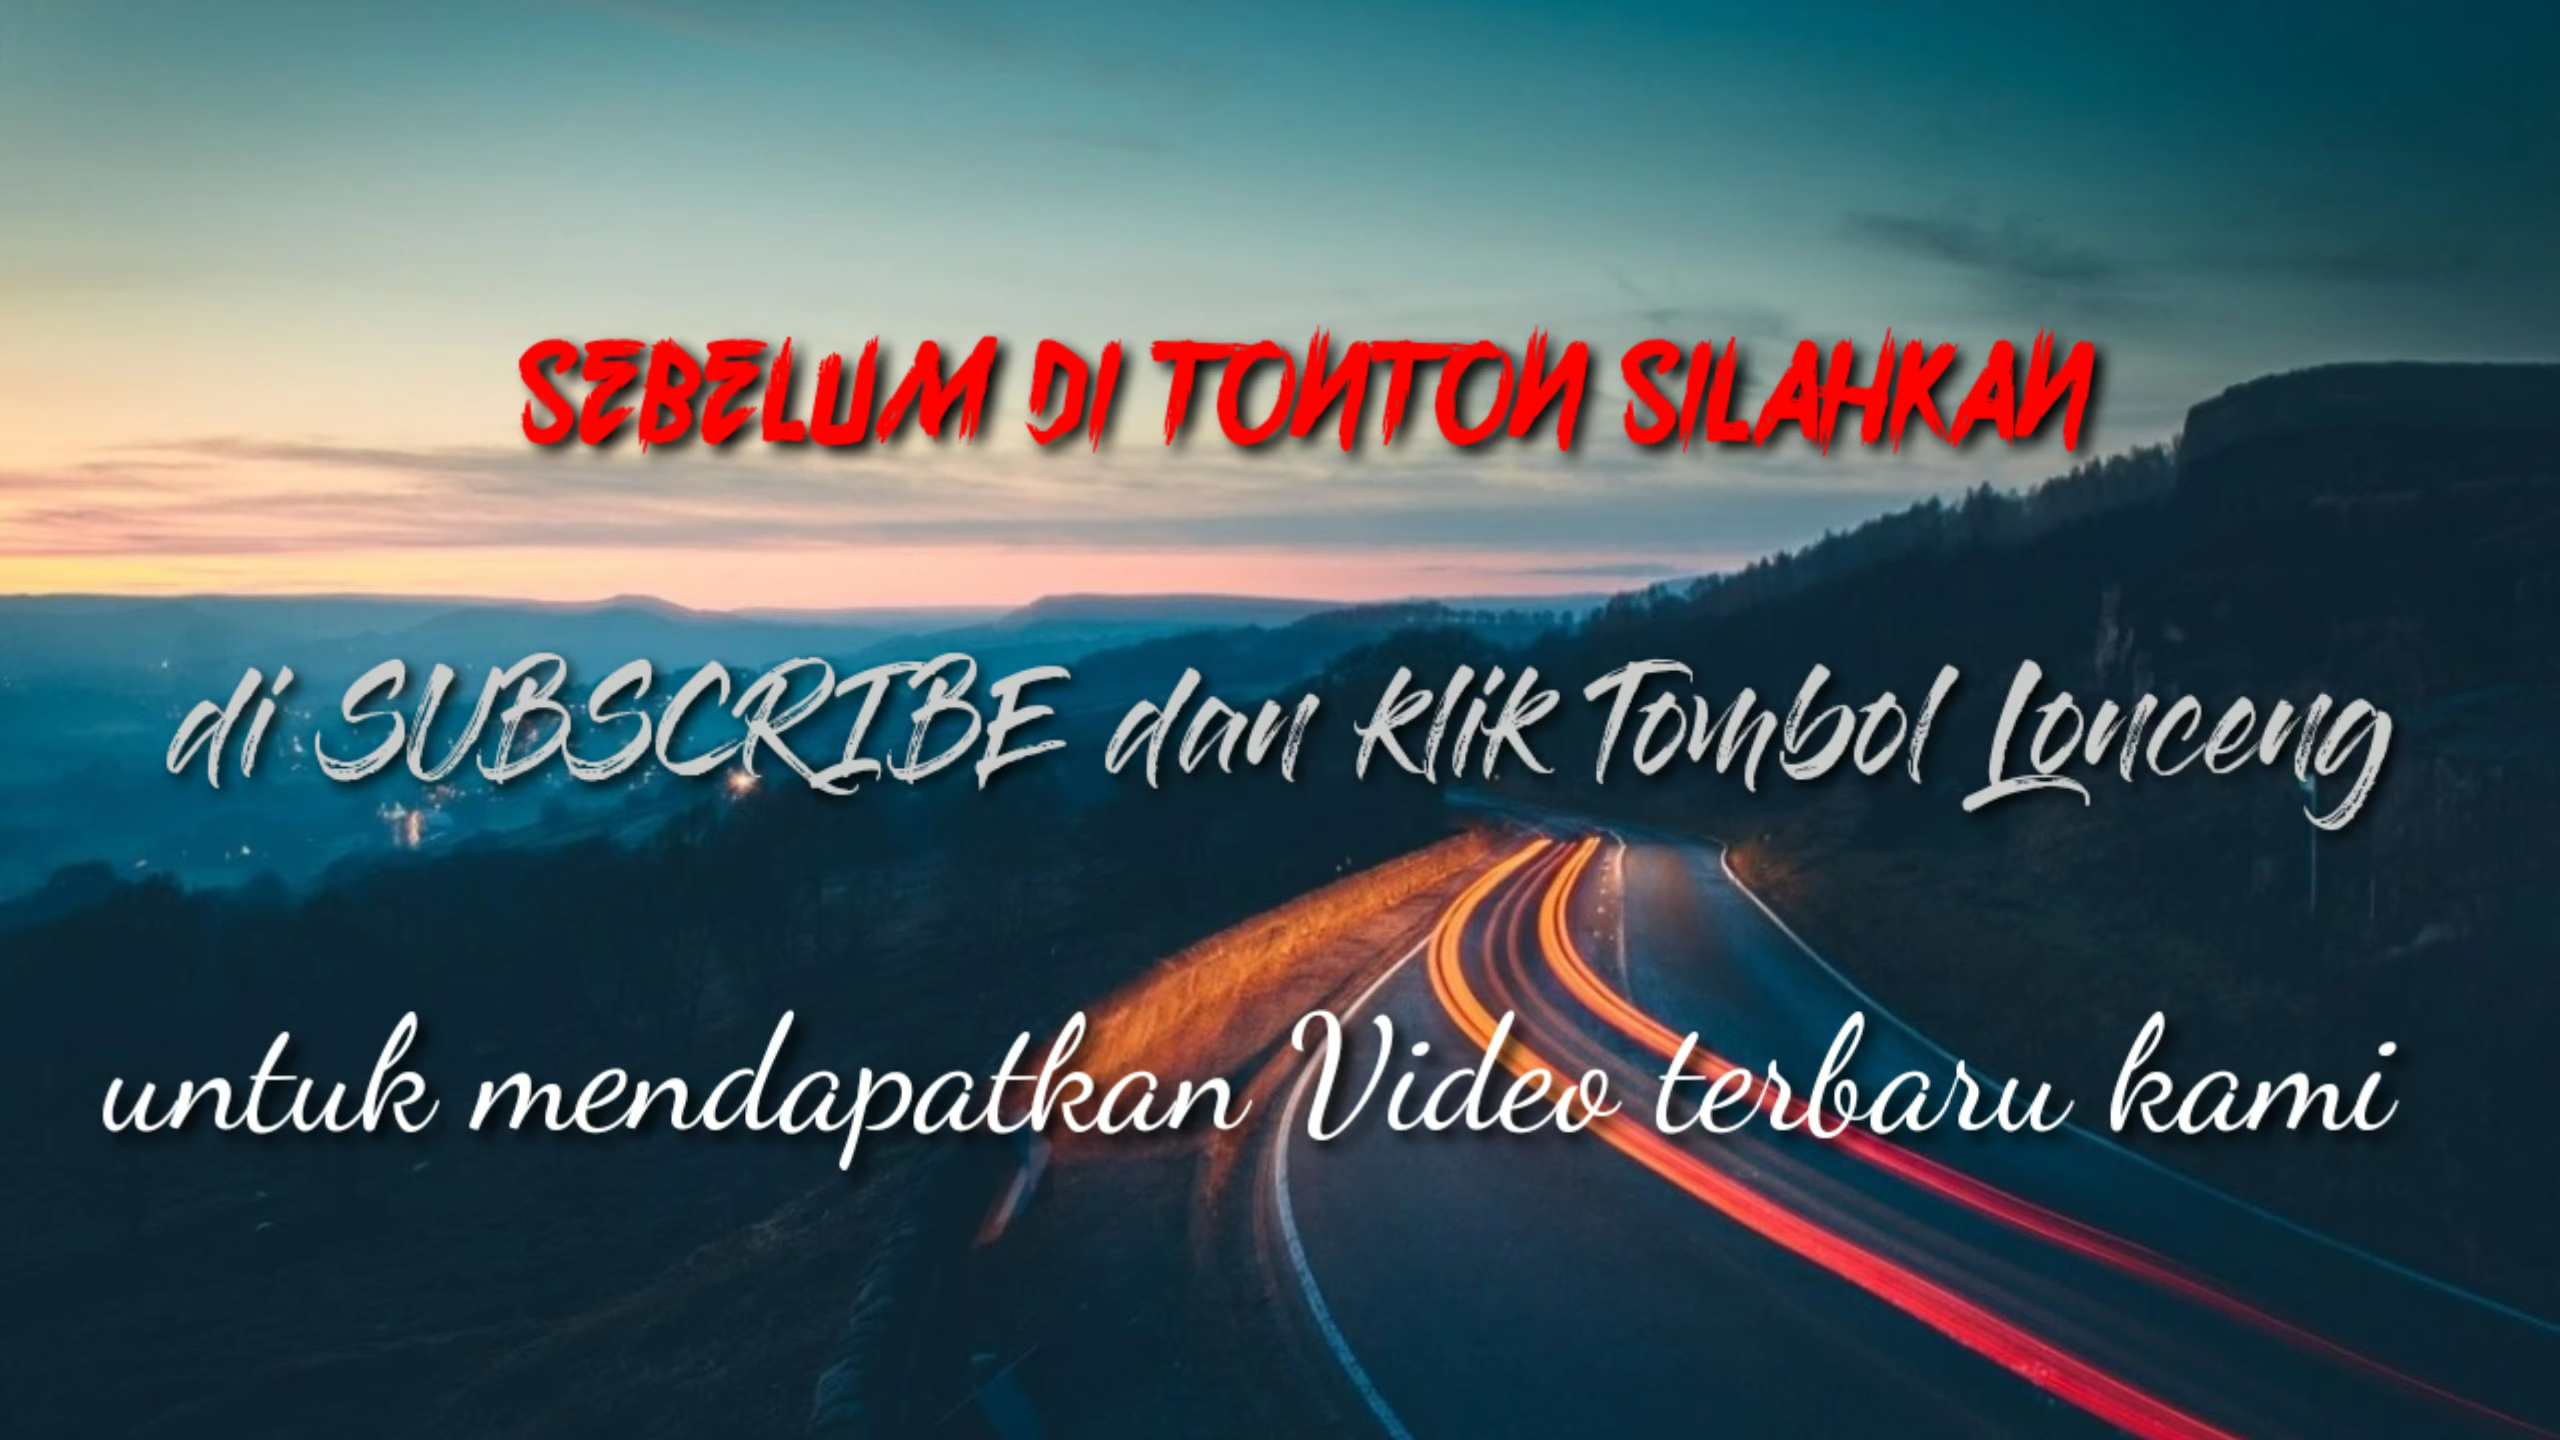 SEBELUM DI TONTON SILAHKAN
di SUBSCRIBE dan klik Tombol Lonceng
untuk mendapatkan Video terbaru kami